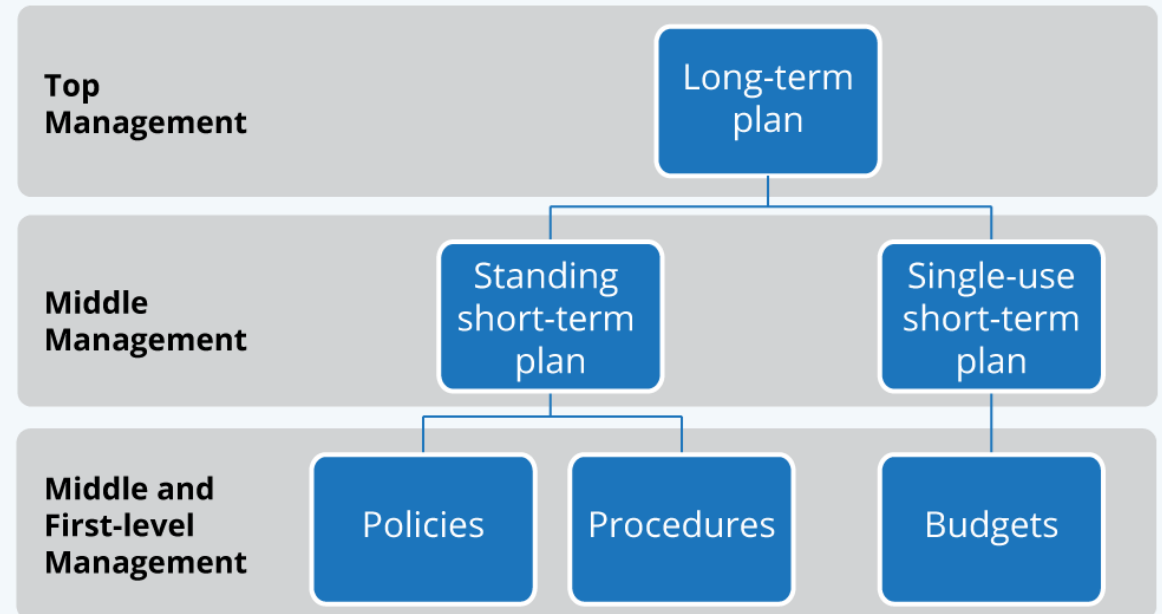 Top
Management
Long-term
plan
Middle
Management
Standing
short-term
plan
Single-use
short-term
plan
Middle and
First-level
Management
Policies
Procedures
Budgets